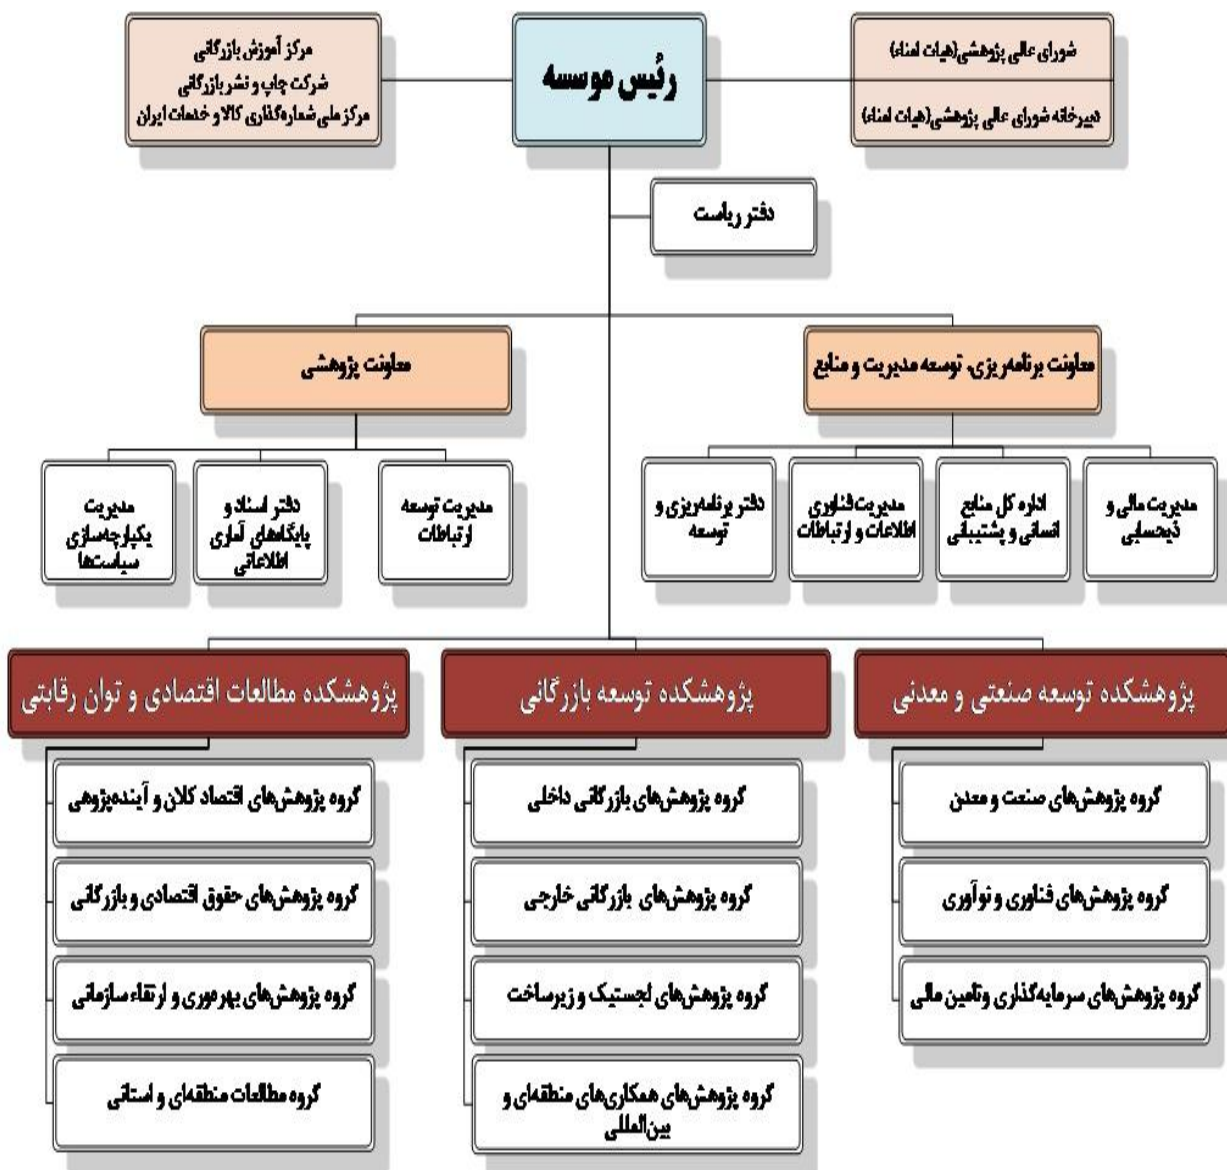 رئیس موسسه
شورای عالی پژوهشی(هیات امناء)
دبیرخانه شورای عالی پژوهشی(هیات امناء)
مرکز آموزش بازرگانی
شرکت چاپ و نشر بازرگانی
مرکز ملی شماره‌گذاری کالا و خدمات ایران
دفتر ریاست
معاونت برنامه‌ریزی، توسعه مدیریت و منابع
معاونت پژوهشی
مدیریت مالی و
ذیحسابی
اداره کل منابع
انسانی و پشتیبانی
مدیریت فناوری
اطلاعات و ارتباطات
دفتر برنامه‌ریزی و
توسعه
مدیریت توسعه
ارتباطات
دفتر اسناد و
پایگاه‌های آماری
اطلاعاتی
مدیریت
یکپارچه‌سازی
سیاست‌ها
پژوهشکده توسعه صنعتی و معدنی
گروه پژوهش‌های صنعت و معدن
گروه پژوهش‌های فناوری و نوآوری
گروه پژوهش‌های سرمایه‌گذاری وتامین مالی
پژوهشکده توسعه بازرگانی
گروه پژوهش‌های بازرگانی داخلی
گروه پژوهش‌های بازرگانی خارجی
گروه پژوهش‌های لجستیک و زیرساخت
گروه پژوهش‌های همکاری‌های منطقه‌ای و
بین‌المللی
پژوهشکده مطالعات اقتصادی و توان رقابتی
گروه پژوهش‌های اقتصاد کلان و آینده‌پژوهی
گروه پژوهش‌های حقوق اقتصادی و بازرگانی
گروه پژوهش‌های بهره‌وری و ارتقاء سازمانی
گروه مطالعات منطقه‌ای و استانی